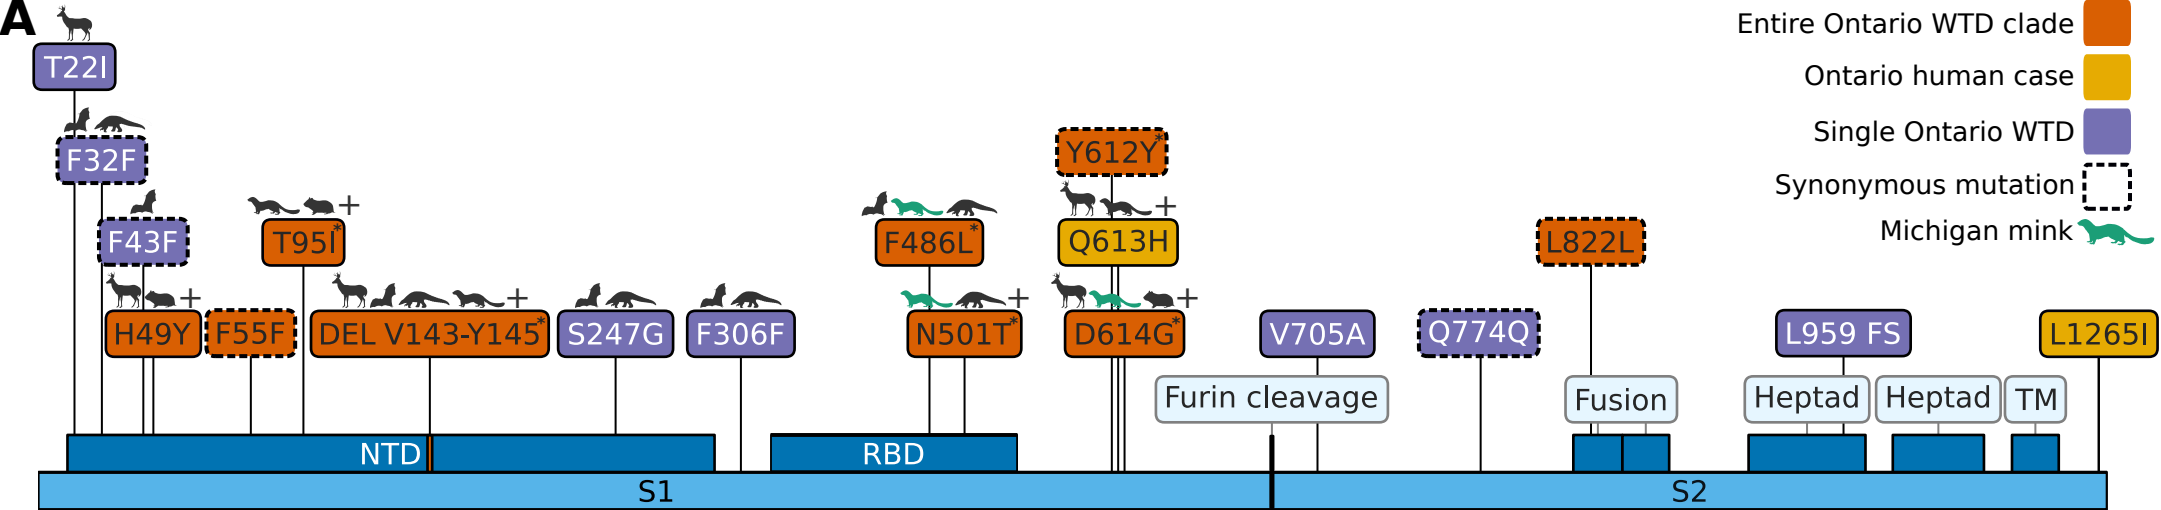 A
Entire Ontario WTD clade
Ontario human case
Single Ontario WTD
Synonymous mutation
Michigan mink
T22I
F32F
Y612Y*
F43F
T95I*
+
F486L*
Q613H
+
L822L
H49Y
+
F55F
DEL V143-Y145*
+
S247G
F306F
N501T*
+
D614G*
+
V705A
Q774Q
L959 FS
L1265I
Furin cleavage
Fusion
Heptad
Heptad
TM
NTD
RBD
S1
S2